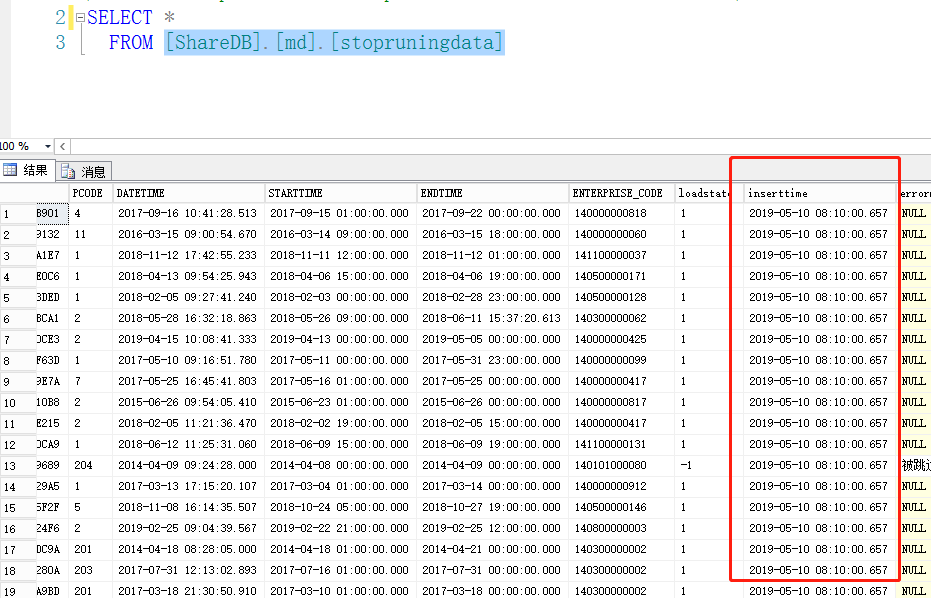 2 SELECT *
3 FROM [ShareDB].[md].[stopruningdata]
100 %
结果 消息
PCODE DATETIME STARTTIME ENDTIME ENTERPRISE_CODE loadstate inserttime
1 B901 4 2017-09-16 10:41:28.513 2017-09-15 01:00:00.000 2017-09-22 00:00:00.000 140000000818 1 2019-05-10 08:10:00.657 NULL
2 9132 11 2016-03-15 09:00:54.670 2016-03-14 09:00:00.000 2016-03-15 18:00:00.000 140000000060 1 2019-05-10 08:10:00.657 NULL
3 A1E7 1 2018-11-12 17:42:55.233 2018-11-11 12:00:00.000 2018-11-12 01:00:00.000 141100000037 1 2019-05-10 08:10:00.657 NULL
4 E0C6 1 2018-04-13 09:54:25.943 2018-04-06 15:00:00.000 2018-04-06 19:00:00.000 140500000171 1 2019-05-10 08:10:00.657 NULL
5 3DED 1 2018-02-05 09:27:41.240 2018-02-03 00:00:00.000 2018-02-28 23:00:00.000 140500000128 1 2019-05-10 08:10:00.657 NULL
6 BCA1 2 2018-05-28 16:32:18.863 2018-05-26 09:00:00.000 2018-06-11 15:37:20.613 140300000062 1 2019-05-10 08:10:00.657 NULL
7 0CE3 2 2019-04-15 10:08:41.333 2019-04-13 00:00:00.000 2019-05-05 00:00:00.000 140000000425 1 2019-05-10 08:10:00.657 NULL
8 F63D 1 2017-05-10 09:16:51.780 2017-05-11 00:00:00.000 2017-05-31 23:00:00.000 140000000099 1 2019-05-10 08:10:00.657 NULL
9 9E7A 7 2017-05-25 16:45:41.803 2017-05-16 01:00:00.000 2017-05-25 00:00:00.000 140000000417 1 2019-05-10 08:10:00.657 NULL
10 10B8 2 2015-06-26 09:54:05.410 2015-06-23 01:00:00.000 2015-06-26 00:00:00.000 140000000817 1 2019-05-10 08:10:00.657 NULL
11 E215 2 2018-02-05 11:21:36.470 2018-02-02 19:00:00.000 2018-02-05 15:00:00.000 140000000417 1 2019-05-10 08:10:00.657 NULL
12 0CA9 1 2018-06-12 11:25:31.060 2018-06-09 15:00:00.000 2018-06-09 19:00:00.000 141100000131 1 2019-05-10 08:10:00.657 NULL
13 9689 204 2014-04-09 09:24:28.000 2014-04-08 00:00:00.000 2014-04-09 00:00:00.000 140101000080 -1 2019-05-10 08:10:00.657 被跳过
14 29A5 1 2017-03-13 17:15:20.107 2017-03-04 01:00:00.000 2017-03-14 00:00:00.000 140000000912 1 2019-05-10 08:10:00.657 NULL
15 5F2F 5 2018-11-08 16:14:35.507 2018-10-24 05:00:00.000 2018-10-27 19:00:00.000 140500000146 1 2019-05-10 08:10:00.657 NULL
16 24F6 2 2019-02-25 09:04:39.567 2019-02-22 21:00:00.000 2019-02-25 12:00:00.000 140800000003 1 2019-05-10 08:10:00.657 NULL
17 0C9A 201 2014-04-18 08:28:05.000 2014-04-18 01:00:00.000 2014-04-21 00:00:00.000 140300000002 1 2019-05-10 08:10:00.657 NULL
18 280A 203 2017-07-31 12:13:02.893 2017-07-16 01:00:00.000 2017-07-31 00:00:00.000 140300000002 1 2019-05-10 08:10:00.657 NULL
19 A9BD 201 2017-03-18 21:30:50.910 2017-03-10 01:00:00.000 2017-03-18 00:00:00.000 140300000002 1 2019-05-10 08:10:00.657 NULL